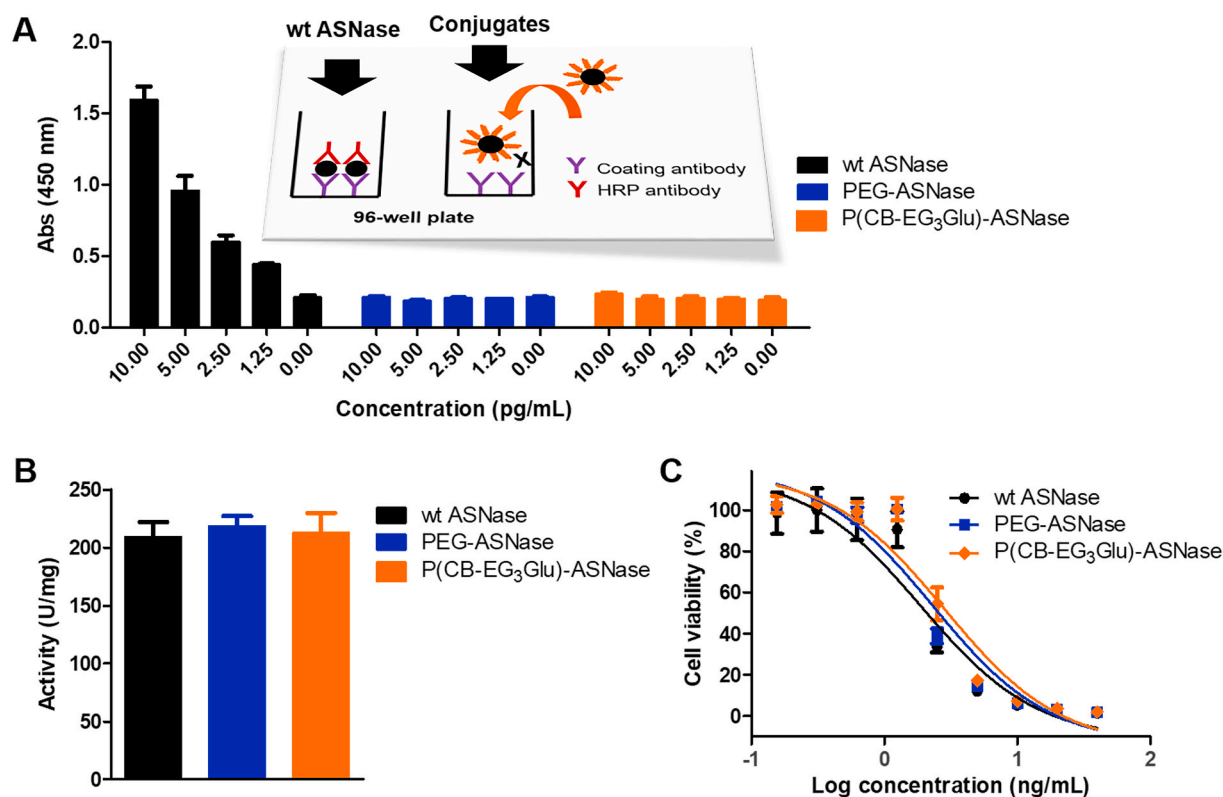 A
wt ASNase
Conjugates
2.0
1.5
1.0
0.5
0.0
Abs (450 nm)
X
Coating antibody
HRP antibody
96-well plate
wt ASNase
PEG-ASNase
P(CB-EG₃Glu)-ASNase
10.00 5.00 2.50 1.25 0.00 10.00 5.00 2.50 1.25 0.00 10.00 5.00 2.50 1.25 0.00
Concentration (pg/mL)
B
250
200
150
100
50
0
Activity (U/mg)
wt ASNase
PEG-ASNase
P(CB-EG₃Glu)-ASNase
C
100
80
60
40
20
0
Cell viability (%)
wt ASNase
PEG-ASNase
P(CB-EG₃Glu)-ASNase
-1 0 1 2
Log concentration (ng/mL)